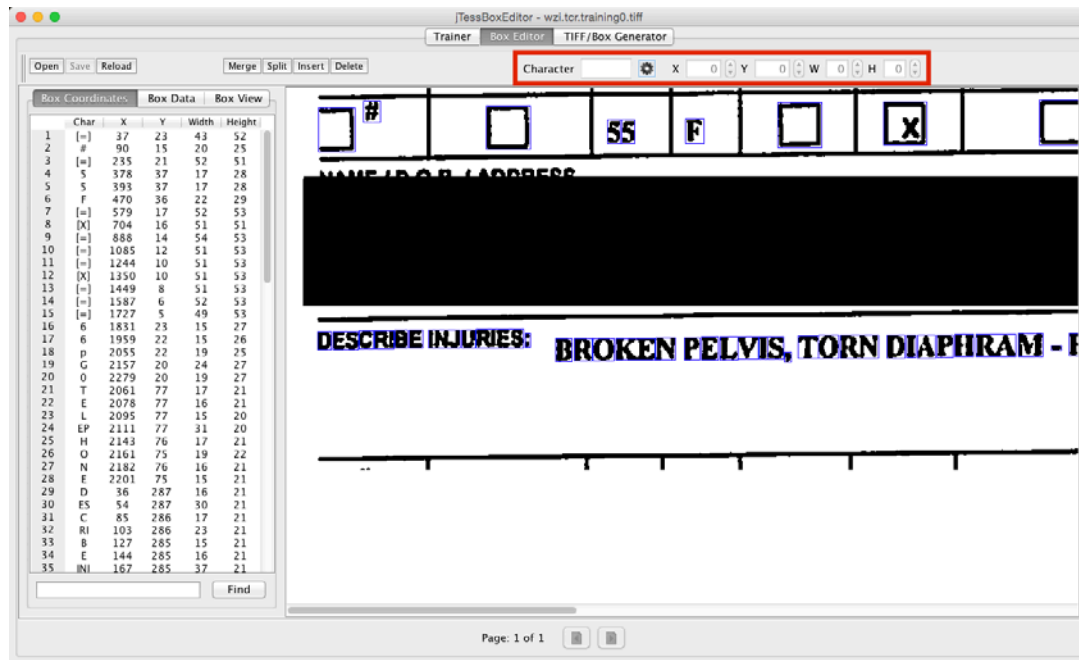 jTessBoxEditor - wzi.tcr.training0.tiff
Trainer Box Editor TIFF/Box Generator
Open Save Reload Merge Split Insert Delete Character X 0 Y 0 W 0 H 0
Box Coordinates Box Data Box View
Char X Y Width Height
1 [=] 37 23 43 52
2 # 90 15 20 25
3 [=] 235 21 52 51
4 5 378 37 17 28
5 5 393 37 17 28
6 F 470 36 22 29
7 [=] 579 17 52 53
8 [X] 704 16 51 51
9 [=] 888 14 54 53
10 [=] 1085 12 51 53
11 [=] 1244 10 51 53
12 [X] 1350 10 51 53
13 [=] 1449 8 51 53
14 [=] 1587 6 52 53
15 [=] 1727 5 49 53
16 6 1831 23 15 27
17 6 1959 22 15 26
18 p 2055 22 19 25
19 G 2157 20 24 27
20 0 2279 20 19 27
21 T 2061 77 17 21
22 E 2078 77 16 21
23 L 2095 77 15 20
24 EP 2111 77 31 20
25 H 2143 76 17 21
26 O 2161 75 19 22
27 N 2182 76 16 21
28 E 2201 75 15 21
29 D 36 287 16 21
30 ES 54 287 30 21
31 C 85 286 17 21
32 RI 103 286 23 21
33 B 127 285 15 21
34 E 144 285 16 21
35 INI 167 285 37 21
Find
# 55 F X
NAME / D.O.B. / ADDRESS
DESCRIBE INJURIES: BROKEN PELVIS, TORN DIAPHRAM -
Page: 1 of 1